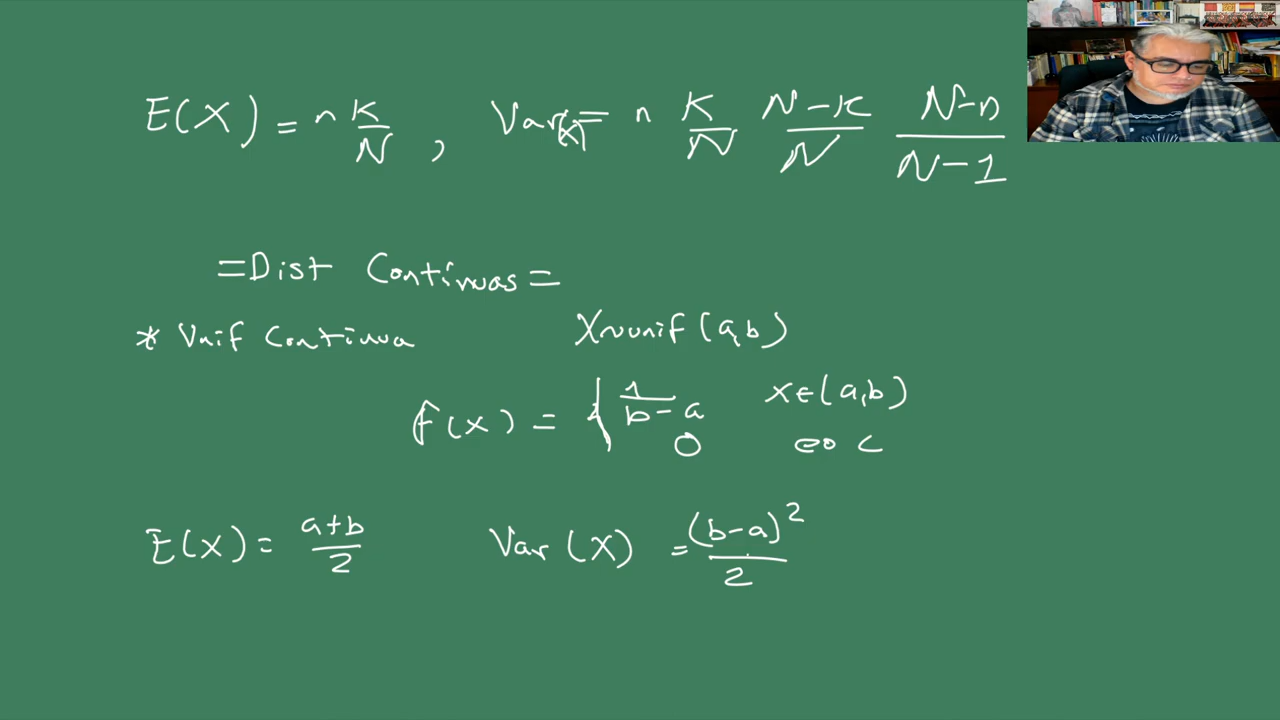 E(X) = n K/N , Var(X) = n K/N N-K/N N-n/N-1
=Dist Continuas=
* Unif Continua X~unif(a,b)
f(x) = { 1/b-a x∈(a,b)
0 eoc
E(X) = a+b/2 Var(X) = (b-a)²/2